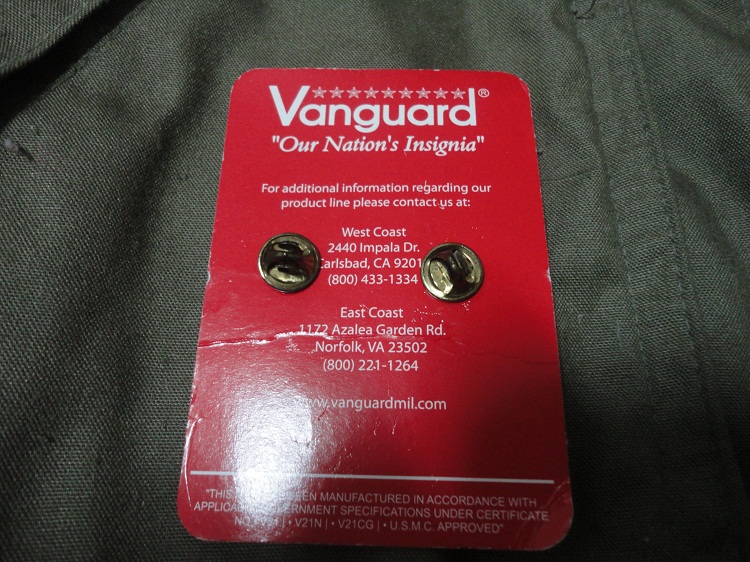 Vanguard®
"Our Nation's Insignia"
For additional information regarding our
product line please contact us at:
West Coast
2440 Impala Dr.
CA
(800) 433-1334
East Coast
1172 Azalea Garden Rd.
Norfolk, VA 23502
(800) 221-1264
www.vanguardmil.com
MANUFACTURED IN ACCORDANCE WITH
SPECIFICATIONS UNDER CERTIFICATE
• V21N | • V21CG | • U.S.M.C. APPROVED"